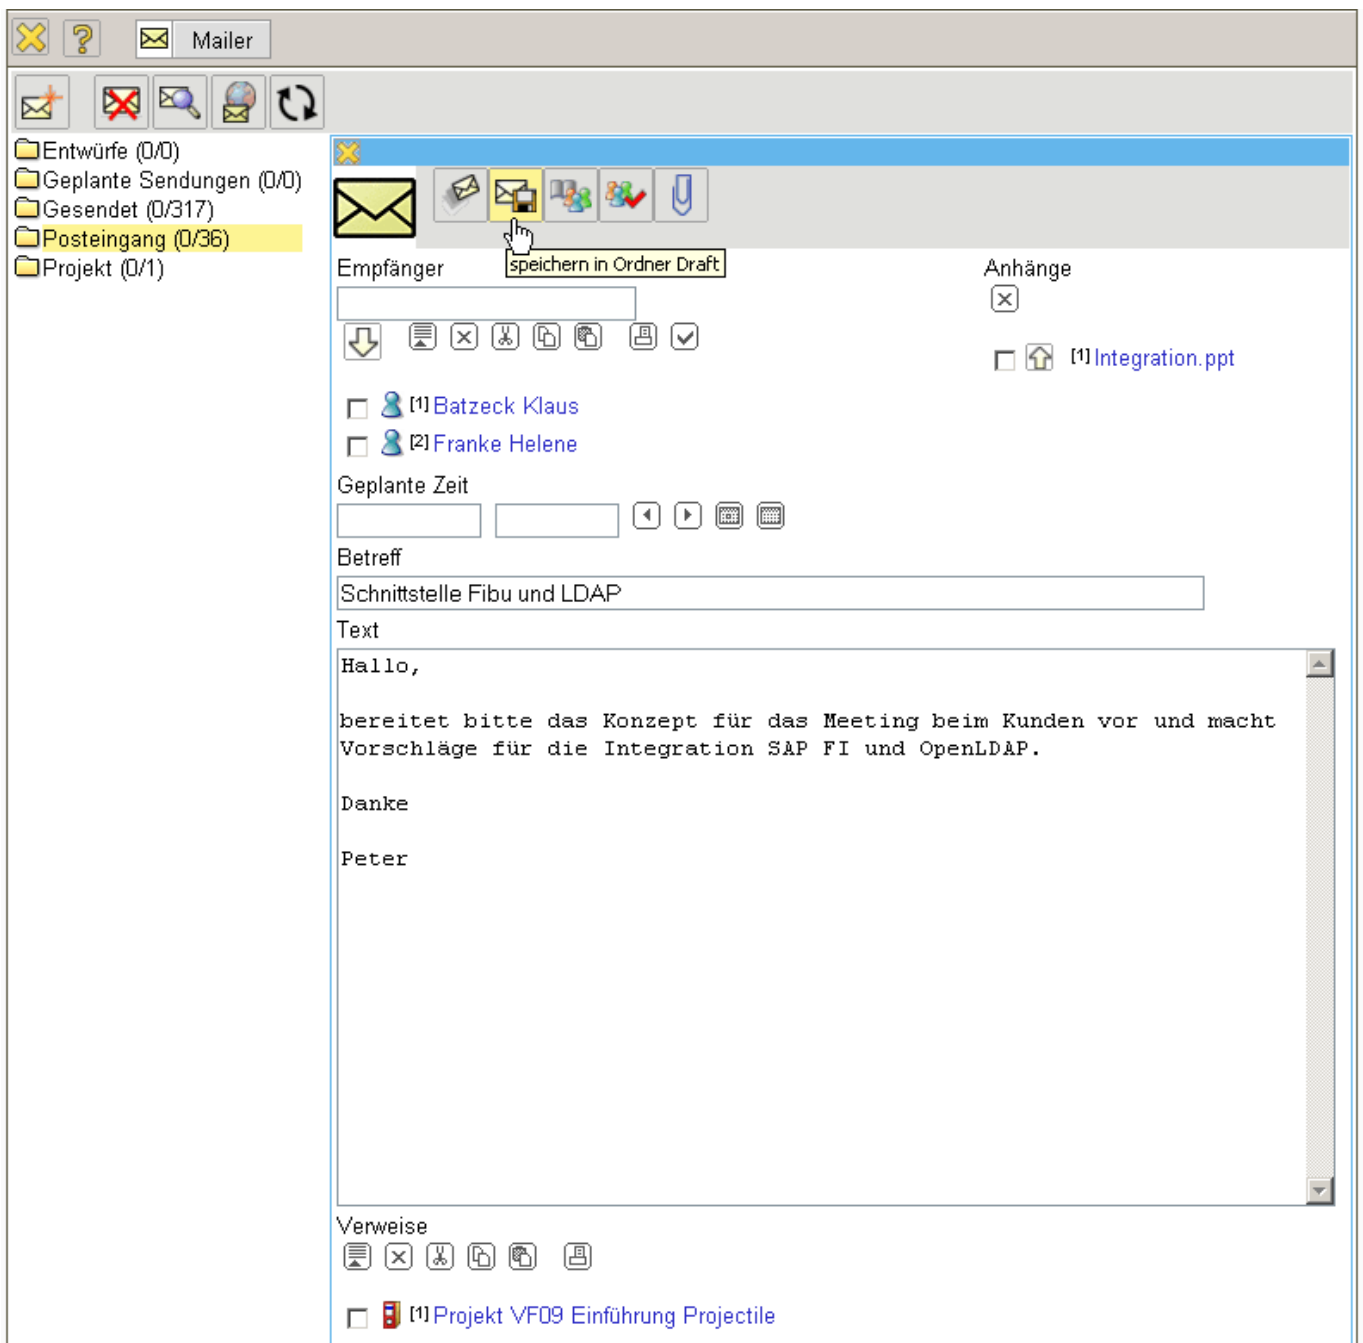 Mailer
Entwürfe (0/0)
Geplante Sendungen (0/0)
Gesendet (0/317)
Posteingang (0/36)
Projekt (0/1)
speichern in Ordner Draft
Empfänger
Anhänge
[1] Integration.ppt
[1] Batzeck Klaus
[2] Franke Helene
Geplante Zeit
Betreff
Schnittstelle Fibu und LDAP
Text
Hallo,
bereitet bitte das Konzept für das Meeting beim Kunden vor und macht
Vorschläge für die Integration SAP FI und OpenLDAP.
Danke
Peter
Verweise
[1] Projekt VF09 Einführung Projectile